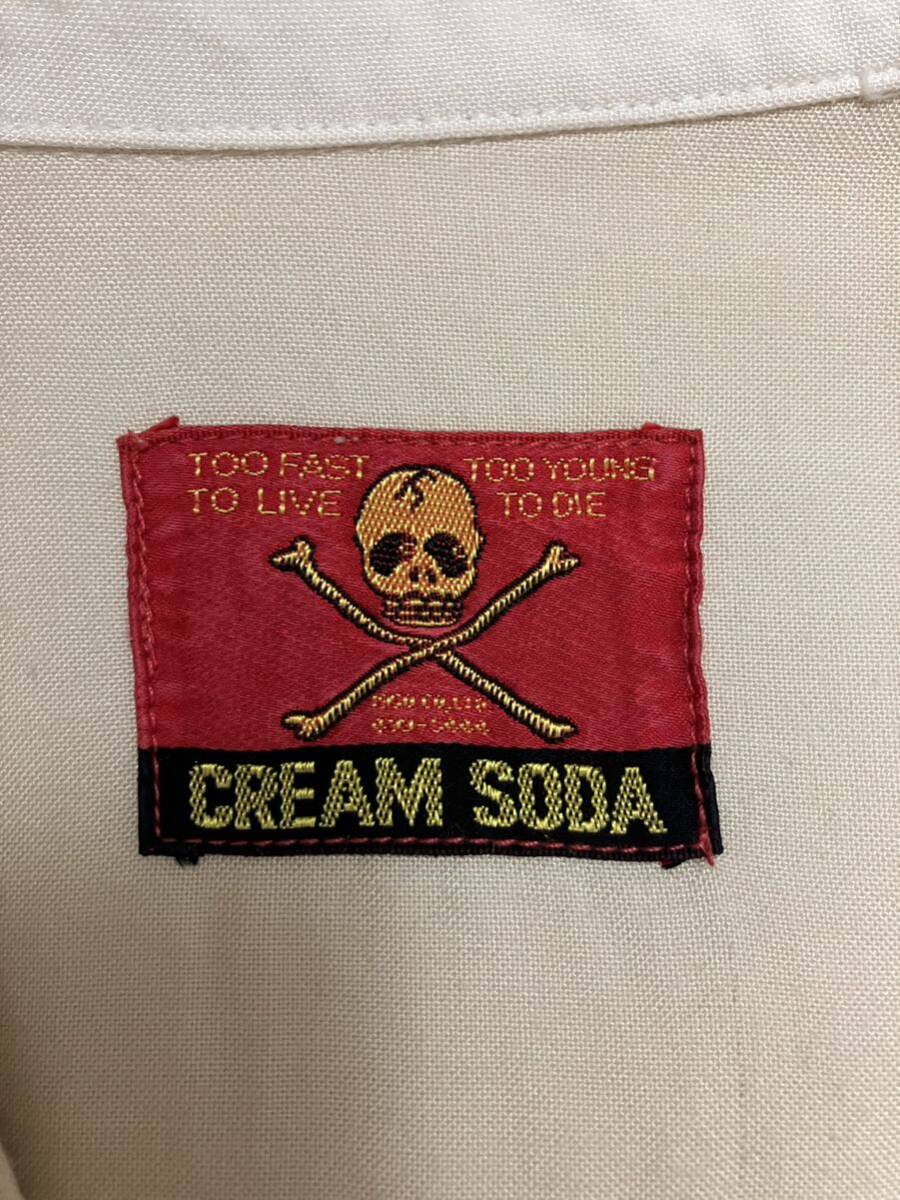 TOO FAST TOO YOUNG
TO LIVE TO DIE
CREAM SODA